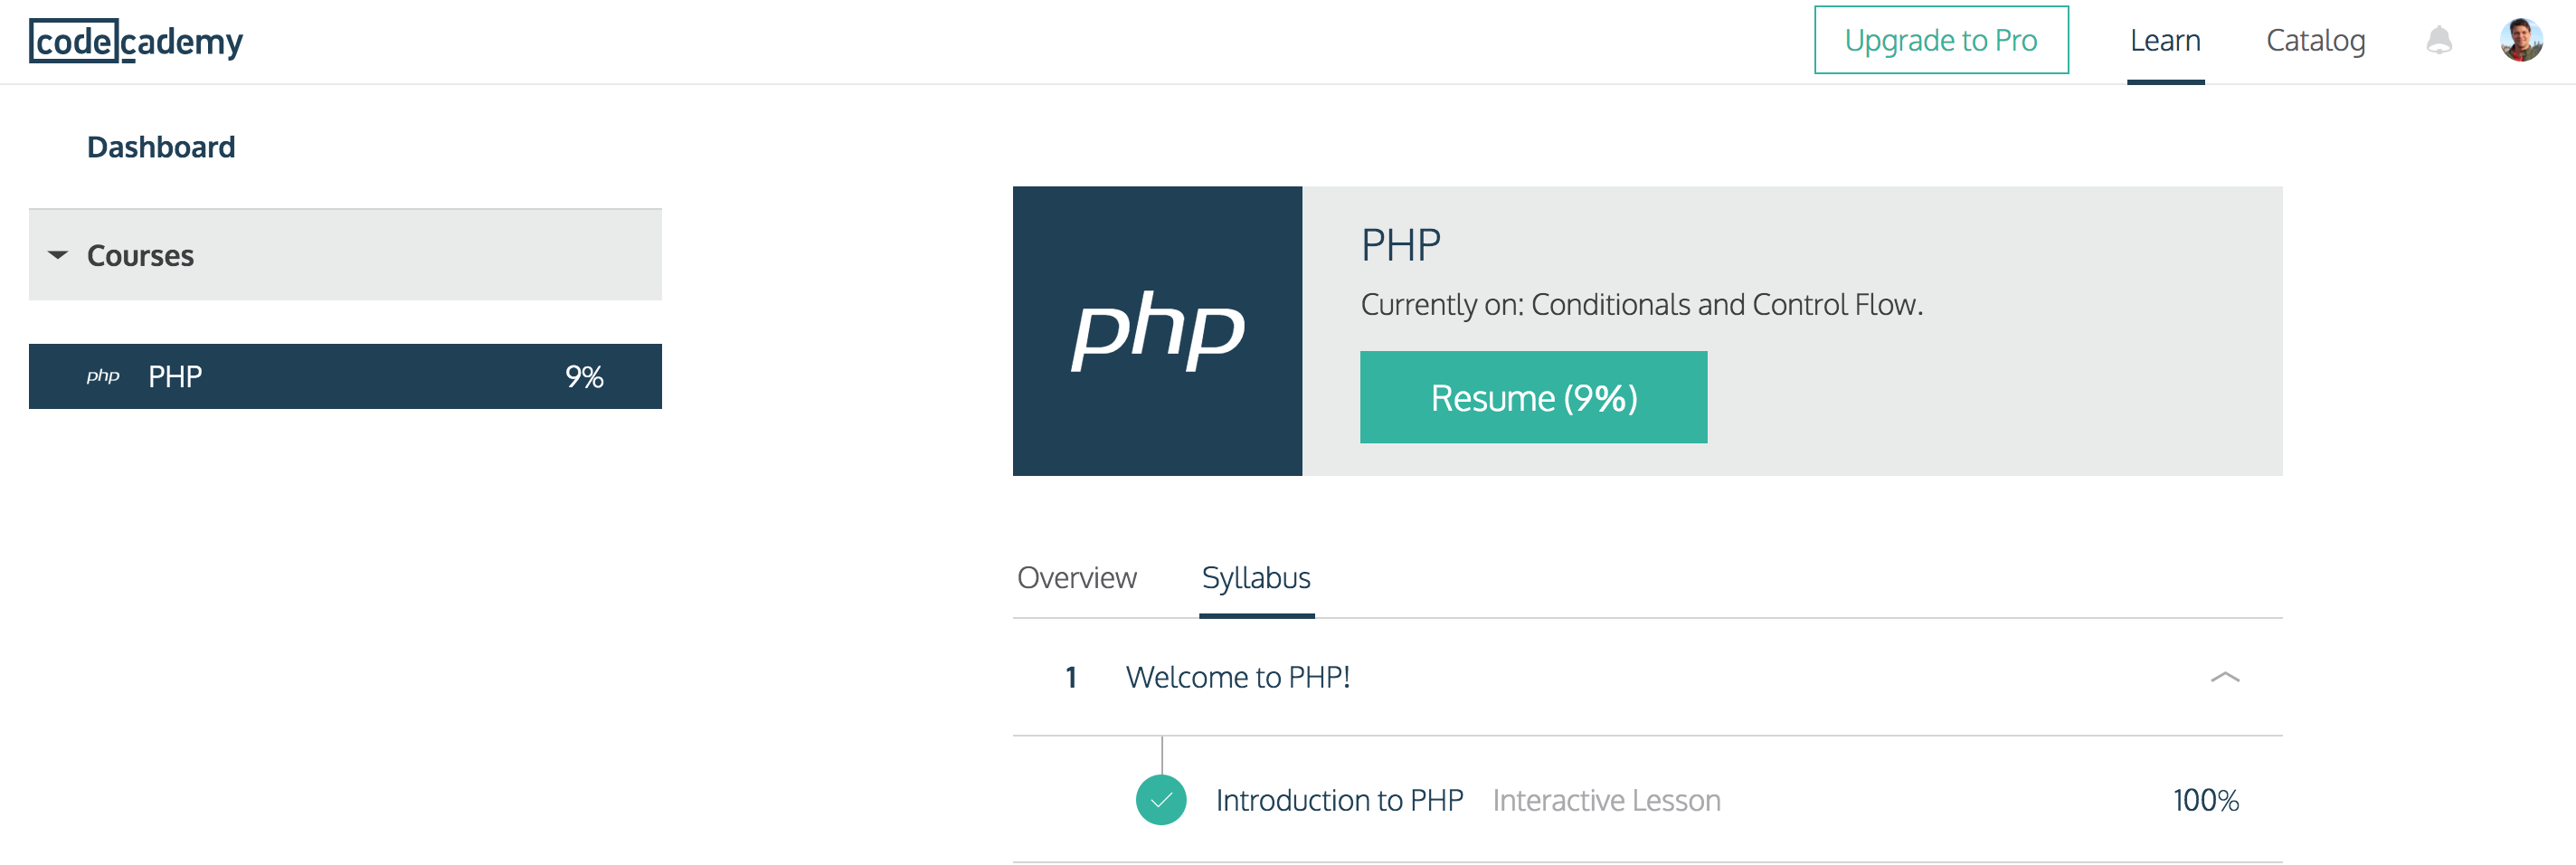 codecademy
Upgrade to Pro
Learn
Catalog
Dashboard
Courses
php PHP 9%
php
PHP
Currently on: Conditionals and Control Flow.
Resume (9%)
Overview
Syllabus
1 Welcome to PHP!
Introduction to PHP Interactive Lesson 100%